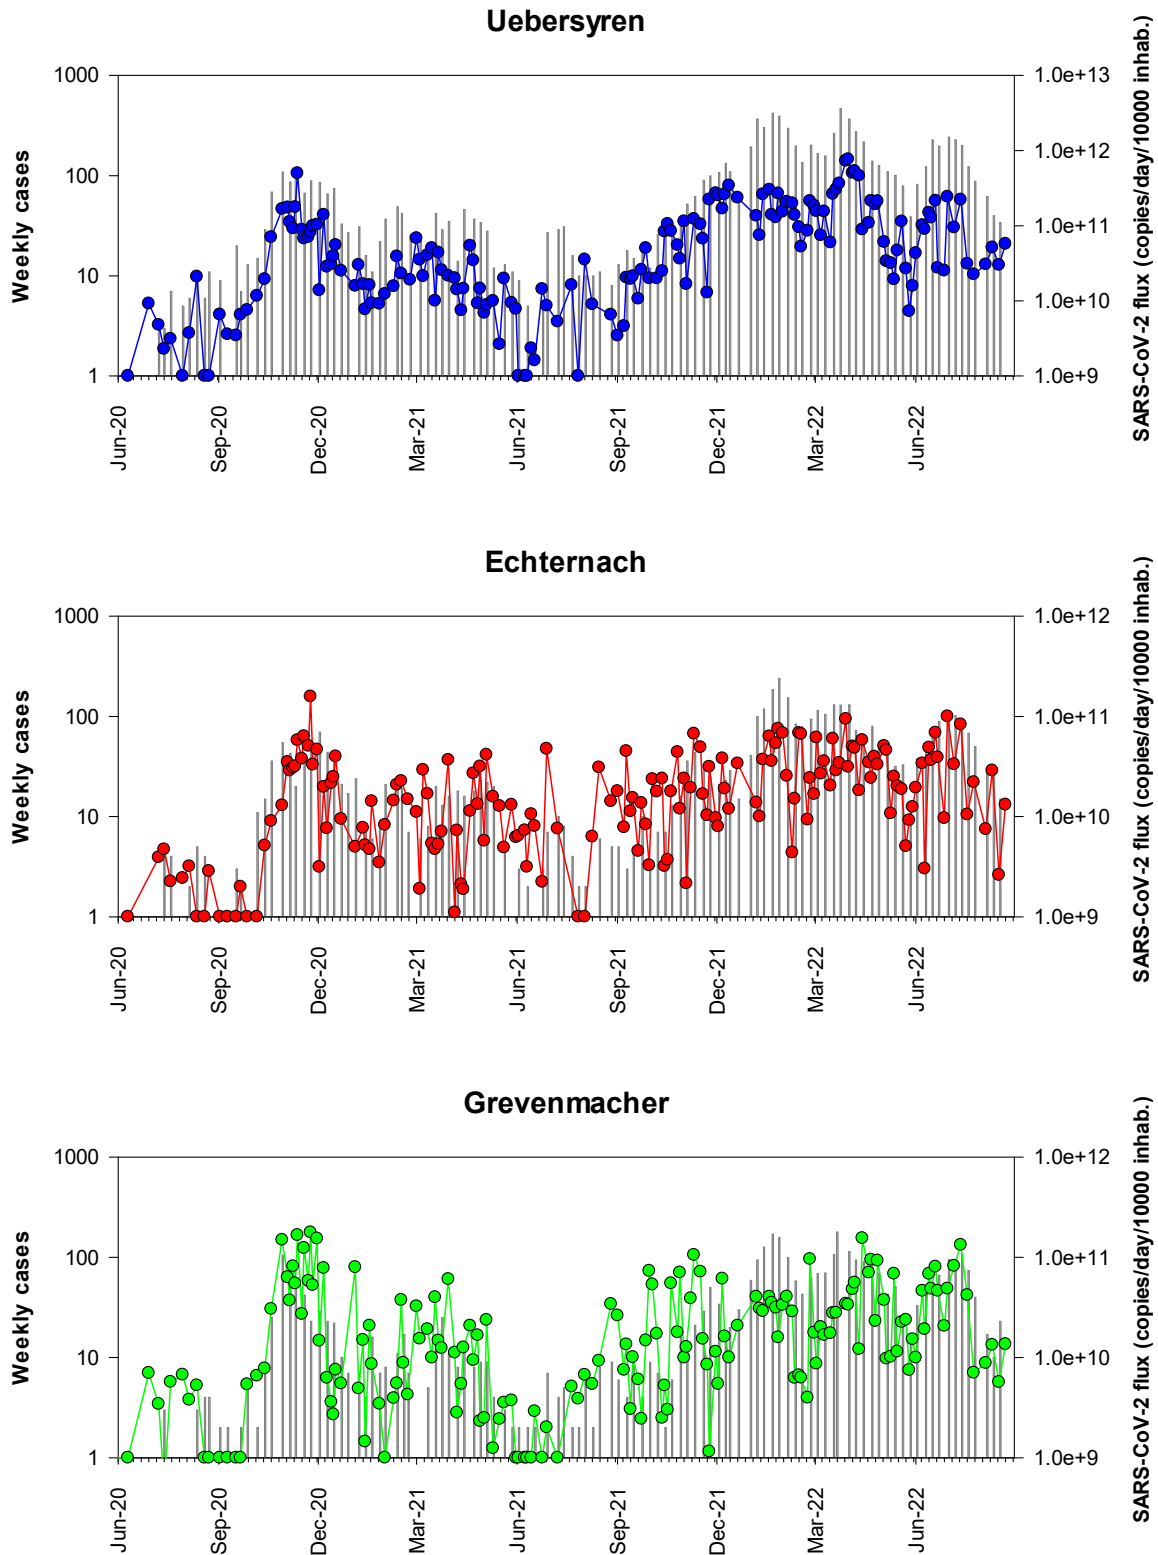 Uebersyren
Weekly cases
SARS-CoV-2 flux (copies/day/10000 inhab.)
1000
100
10
1
1.0e+13
1.0e+12
1.0e+11
1.0e+10
1.0e+9
Jun-20
Sep-20
Dec-20
Mar-21
Jun-21
Sep-21
Dec-21
Mar-22
Jun-22
Echternach
Weekly cases
SARS-CoV-2 flux (copies/day/10000 inhab.)
1000
100
10
1
1.0e+12
1.0e+11
1.0e+10
1.0e+9
Jun-20
Sep-20
Dec-20
Mar-21
Jun-21
Sep-21
Dec-21
Mar-22
Jun-22
Grevenmacher
Weekly cases
SARS-CoV-2 flux (copies/day/10000 inhab.)
1000
100
10
1
1.0e+12
1.0e+11
1.0e+10
1.0e+9
Jun-20
Sep-20
Dec-20
Mar-21
Jun-21
Sep-21
Dec-21
Mar-22
Jun-22